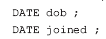 DATE dob ;
DATE joined ;